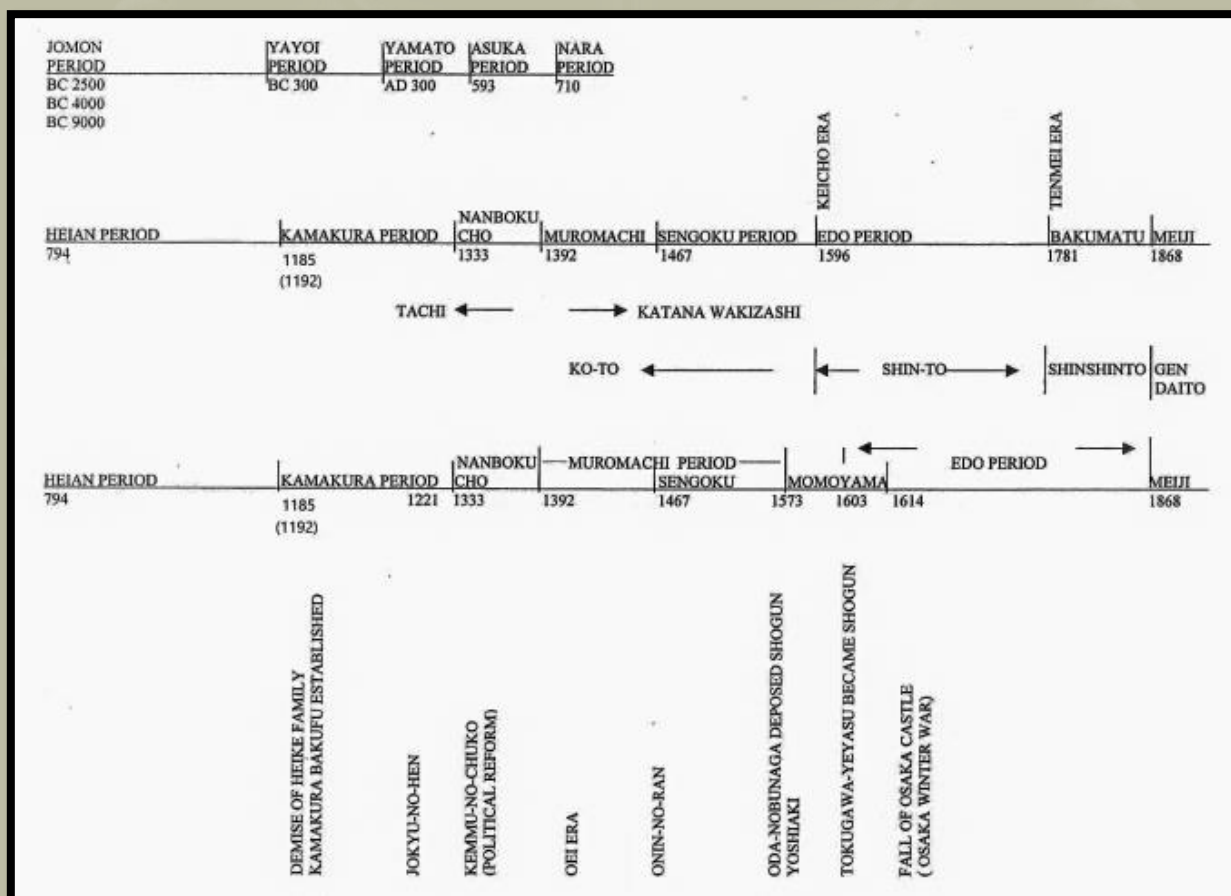 JOMON
PERIOD
BC 2500
BC 4000
BC 9000
YAYOI
PERIOD
BC 300
YAMATO
PERIOD
AD 300
ASUKA
PERIOD
593
NARA
PERIOD
710
KEICHO ERA
TENMEI ERA
HEIAN PERIOD
794
KAMAKURA PERIOD
1185
(1192)
NANBOKU
CHO
1333
MUROMACHI
1392
SENGOKU PERIOD
1467
EDO PERIOD
1596
BAKUMATU
1781
MEIJI
1868
TACHI
KATANA WAKIZASHI
KO-TO
SHIN-TO
SHINSHINTO
GEN
DAITO
HEIAN PERIOD
794
KAMAKURA PERIOD
1185
(1192)
1221
NANBOKU
CHO
1333
MUROMACHI PERIOD
1392
SENGOKU
1467
1573
MOMOYAMA
1603
1614
EDO PERIOD
MEIJI
1868
DEMISE OF HEIKE FAMILY
KAMAKURA BAKUFU ESTABLISHED
JOKYU-NO-HEN
KEMMU-NO-CHUKO
(POLITICAL REFORM)
OEI ERA
ONIN-NO-RAN
ODA-NOBUNAGA DEPOSED SHOGUN
YOSHIAKI
TOKUGAWA-YEYASU BECAME SHOGUN
FALL OF OSAKA CASTLE
( OSAKA WINTER WAR)